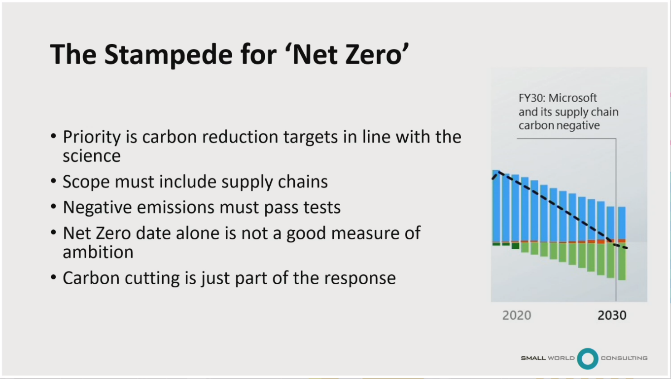 The Stampede for ‘Net Zero’
• Priority is carbon reduction targets in line with the
science
• Scope must include supply chains
• Negative emissions must pass tests
• Net Zero date alone is not a good measure of
ambition
• Carbon cutting is just part of the response
FY30: Microsoft
and its supply chain
carbon negative
2020 2030
SMALL WORLD CONSULTING